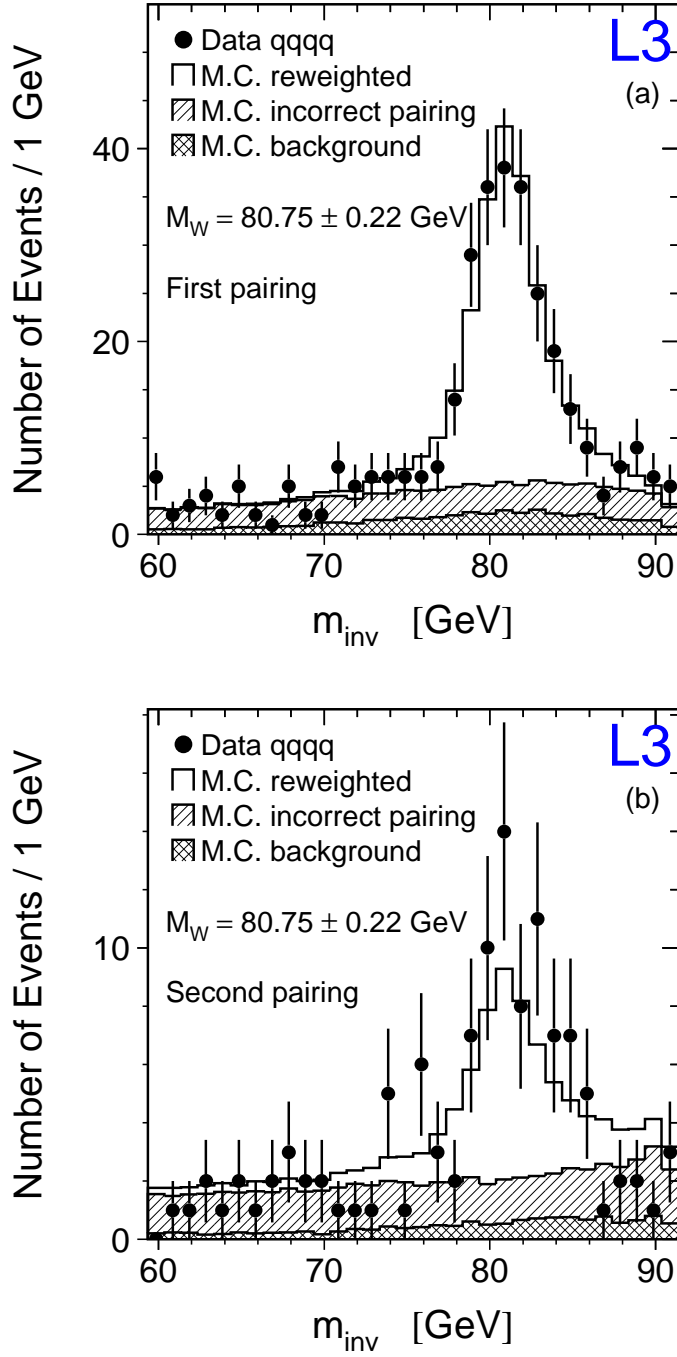 Number of Events / 1 GeV
Data qqqq
M.C. reweighted
M.C. incorrect pairing
M.C. background
L3
(a)
M_W = 80.75 ± 0.22 GeV
First pairing
40
20
0
60 70 80 90
m_inv [GeV]
Number of Events / 1 GeV
Data qqqq
M.C. reweighted
M.C. incorrect pairing
M.C. background
L3
(b)
M_W = 80.75 ± 0.22 GeV
Second pairing
10
0
60 70 80 90
m_inv [GeV]